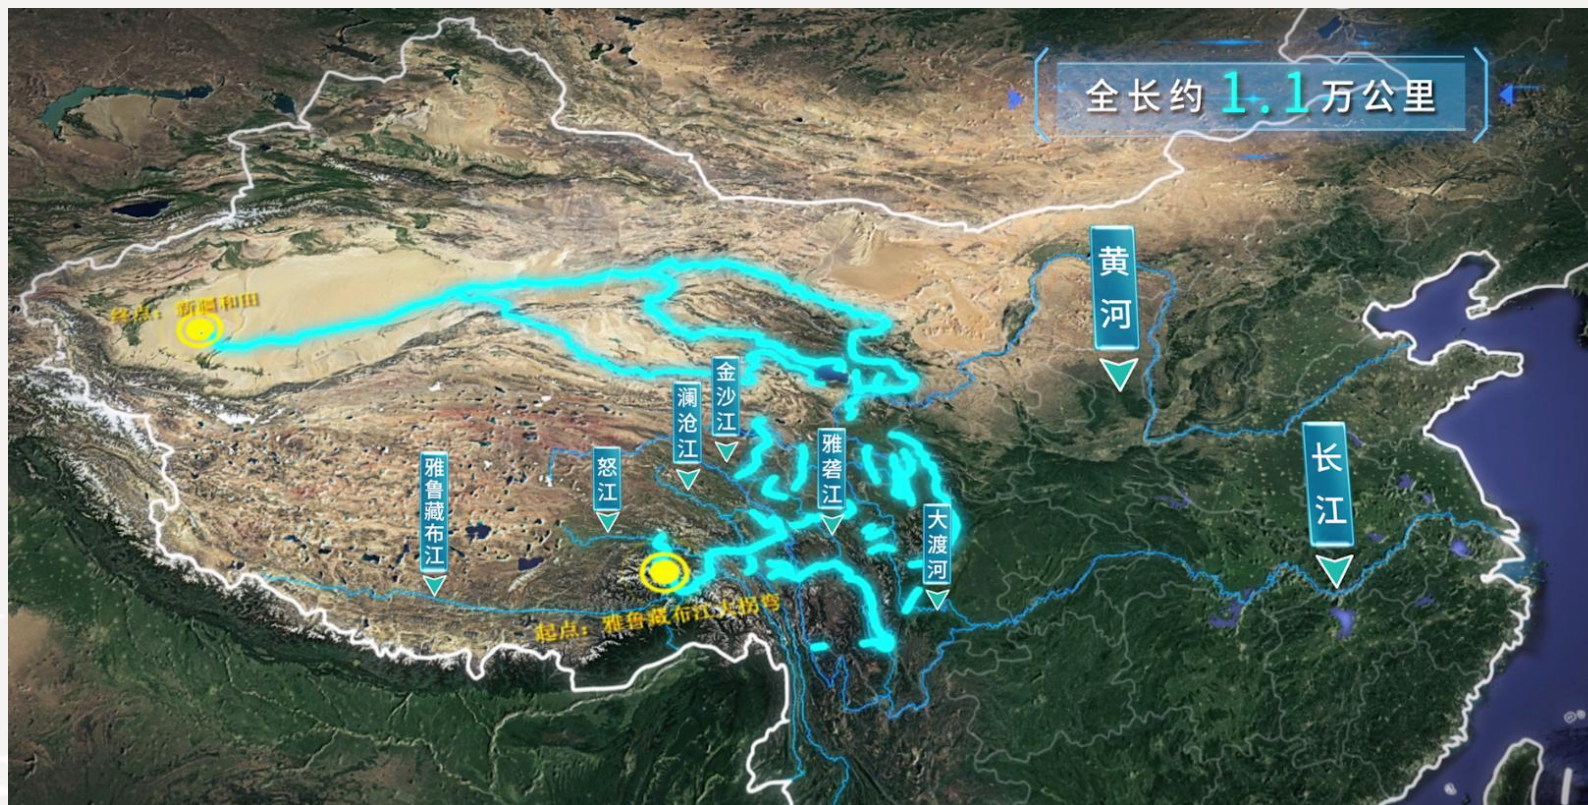 全长约1.1万公里
黄河
终点：新疆和田
金沙江
澜沧江
长江
雅砻江
怒江
雅鲁藏布江
大渡河
起点：雅鲁藏布江大拐弯